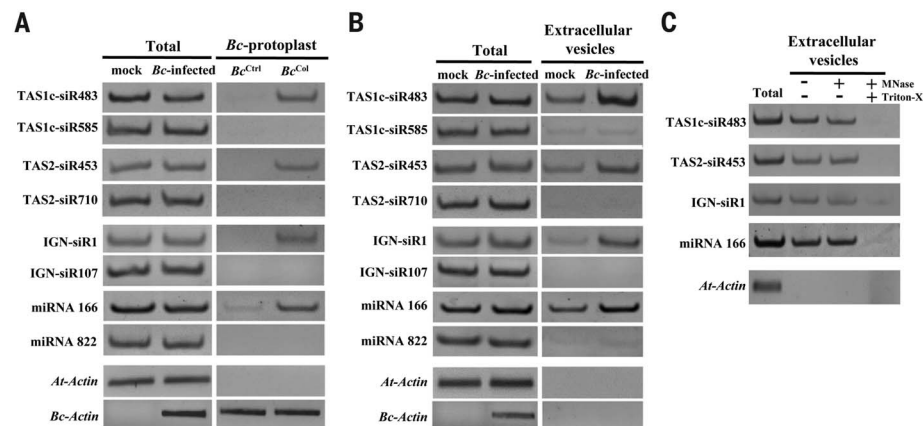 A
Total
Bc-protoplast
mock Bc-infected BcCtrl BcCol
TAS1c-siR483
TAS1c-siR585
TAS2-siR453
TAS2-siR710
IGN-siR1
IGN-siR107
miRNA 166
miRNA 822
At-Actin
Bc-Actin
B
Total
Extracellular
vesicles
mock Bc-infected mock Bc-infected
TAS1c-siR483
TAS1c-siR585
TAS2-siR453
TAS2-siR710
IGN-siR1
IGN-siR107
miRNA 166
miRNA 822
At-Actin
Bc-Actin
C
Extracellular
vesicles
Total - + + MNase
- - + Triton-X
TAS1c-siR483
TAS2-siR453
IGN-siR1
miRNA 166
At-Actin